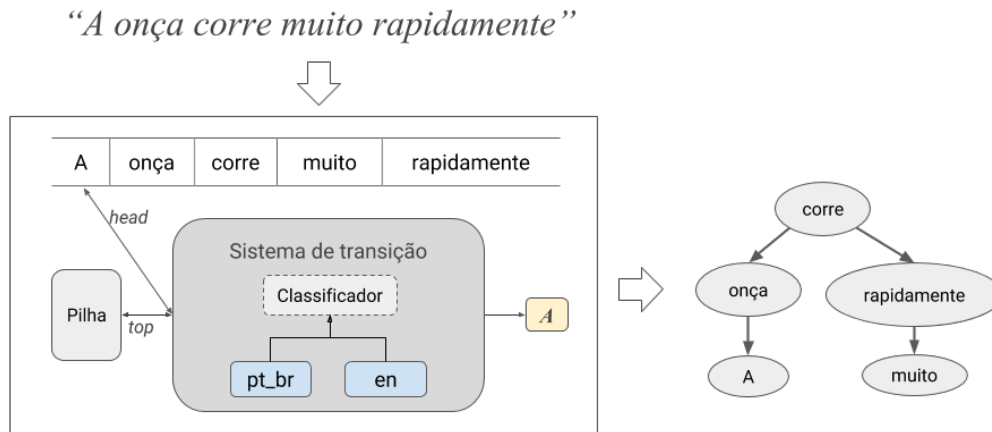 “A onça corre muito rapidamente”
A onça corre muito rapidamente
head
Sistema de transição
Classificador
Pilha
top
A
pt_br en
corre
onça rapidamente
A muito